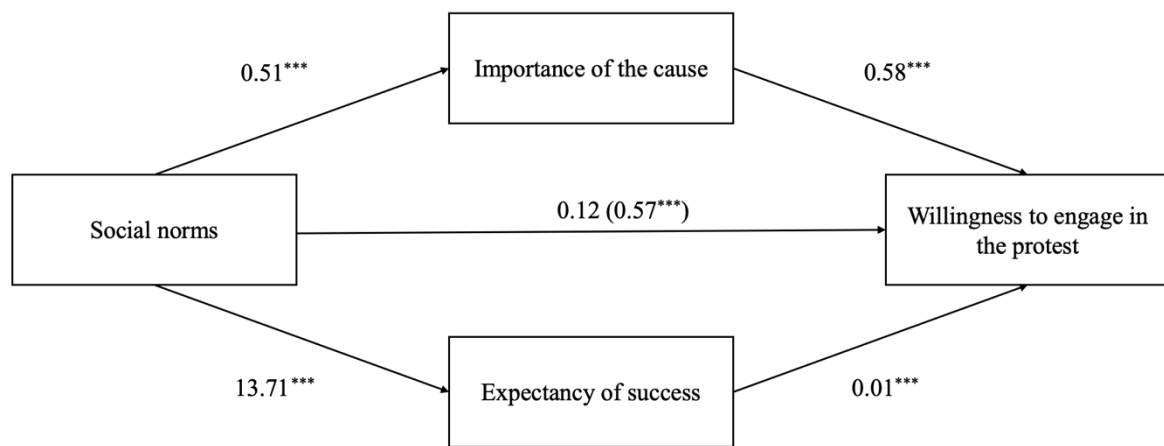 0.51***
Importance of the cause
0.58***
Social norms
0.12 (0.57***)
Willingness to engage in
the protest
13.71***
Expectancy of success
0.01***